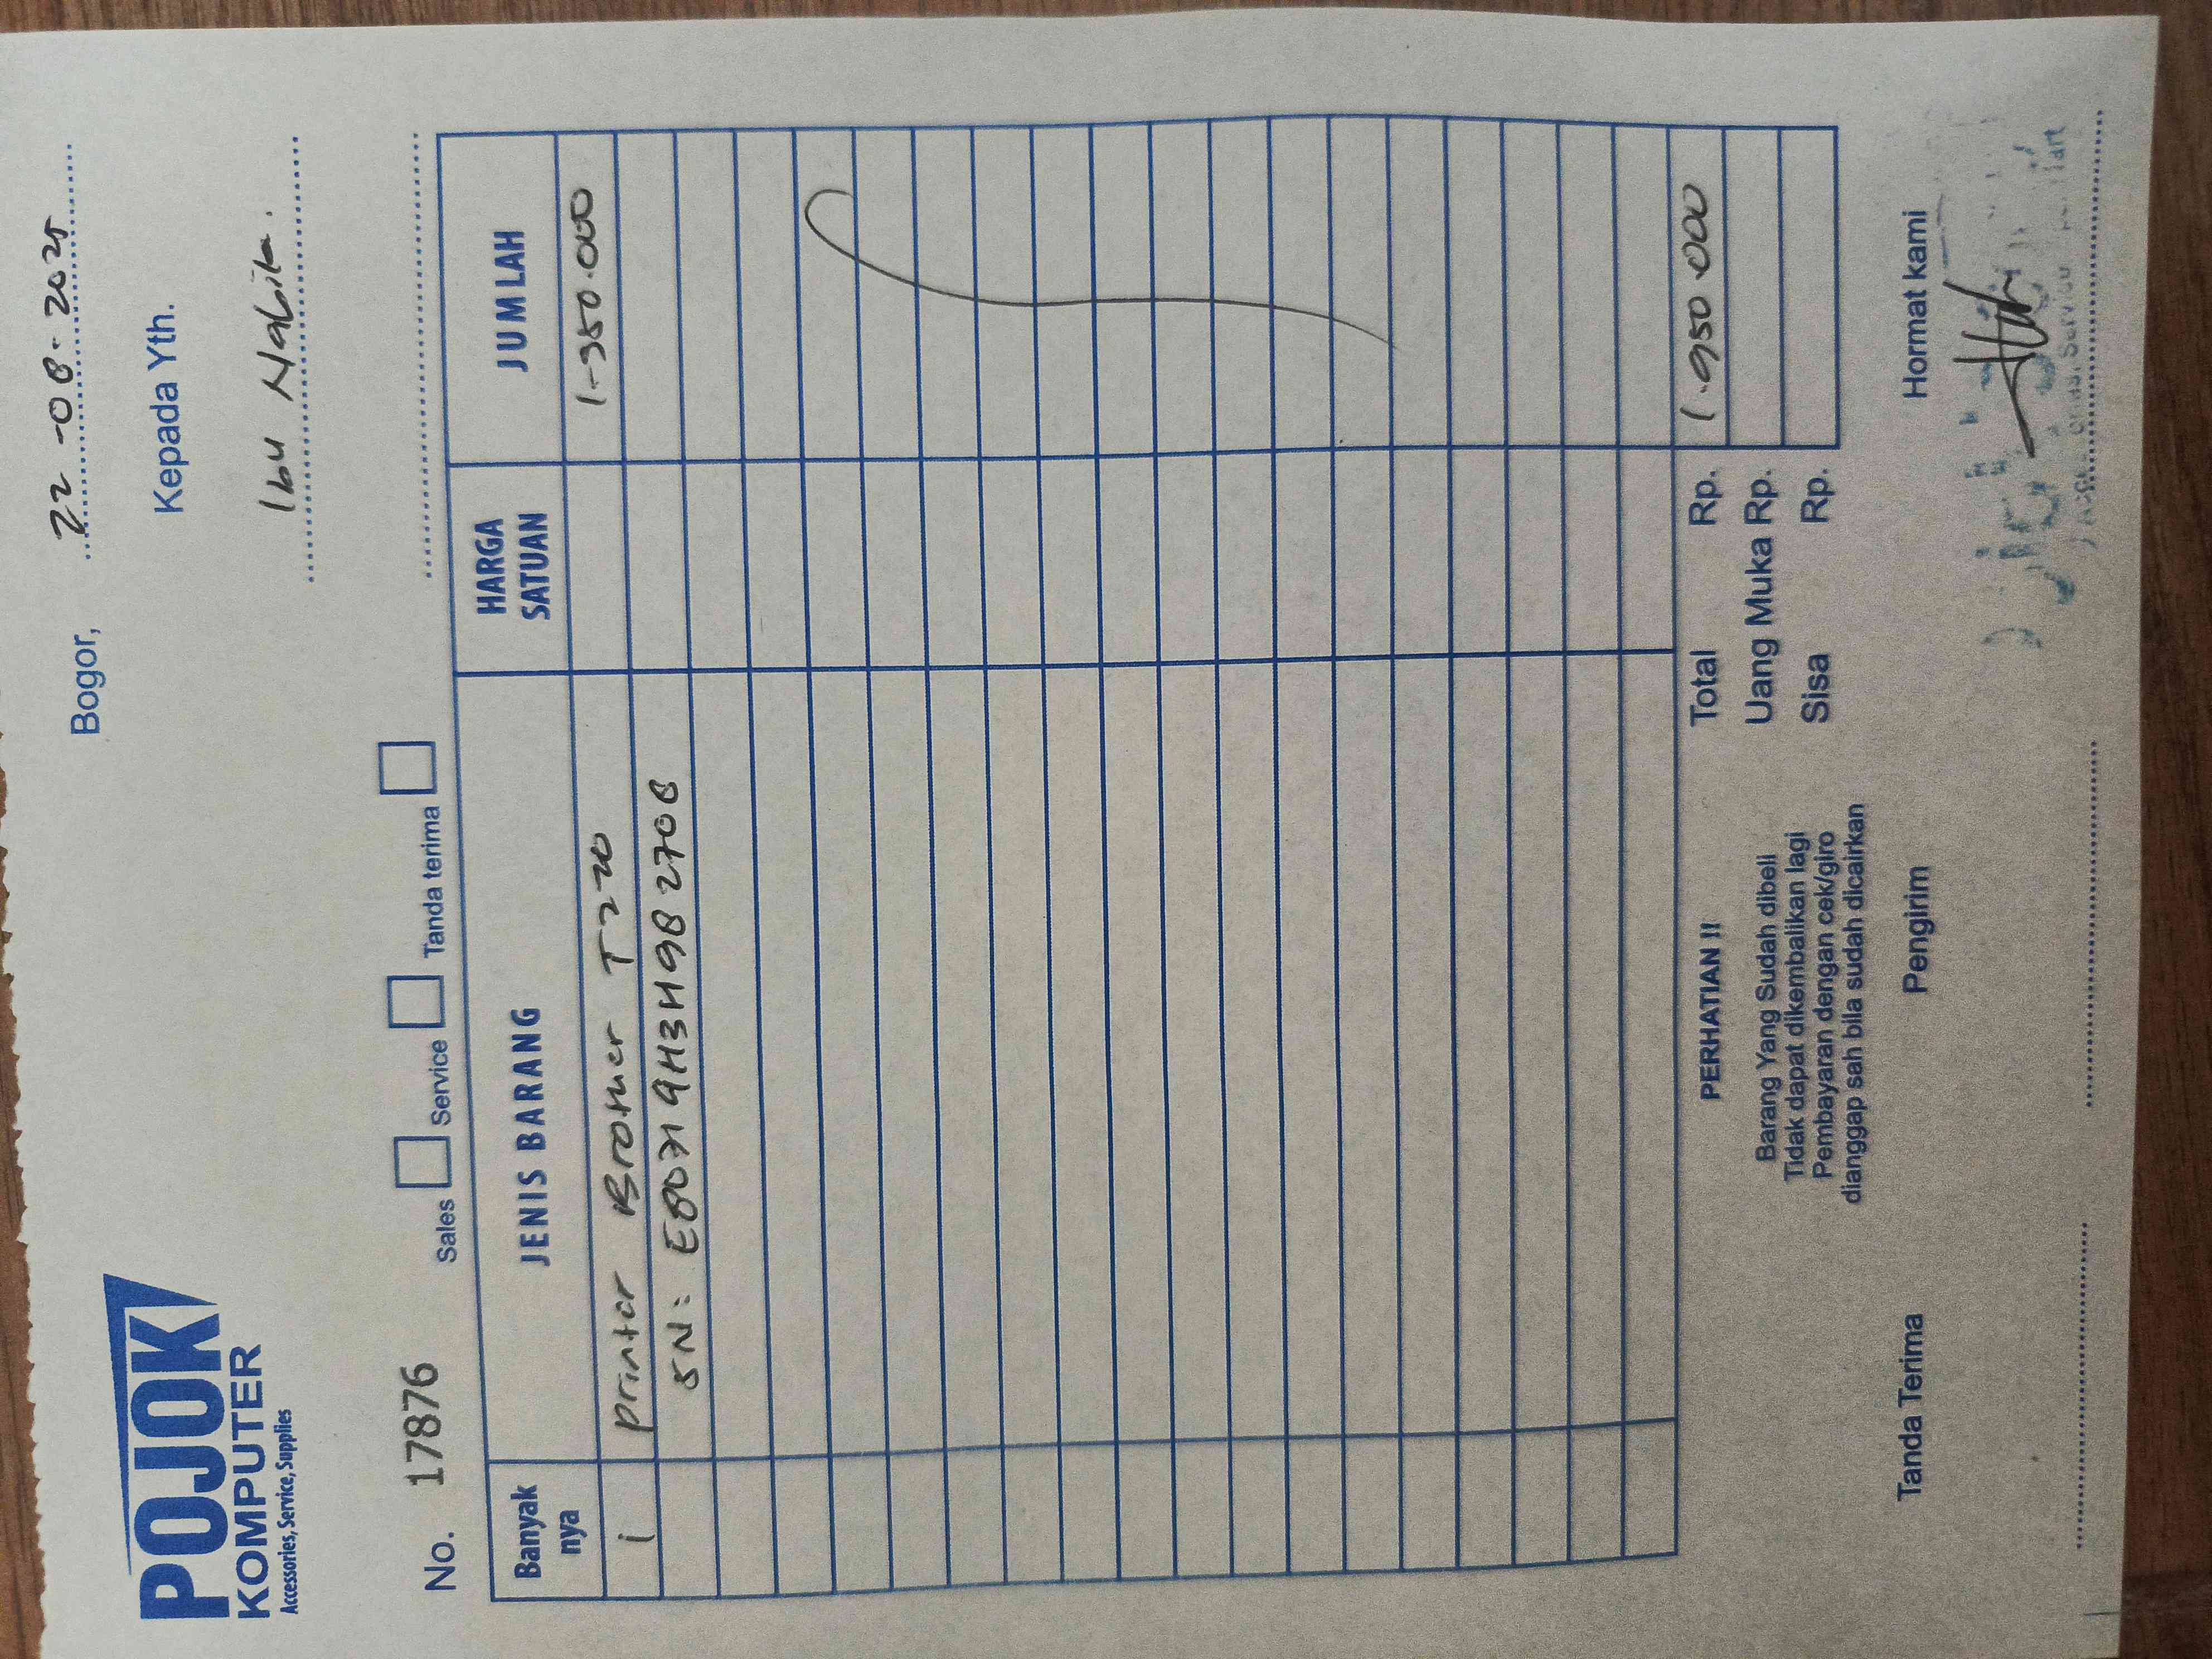 POJOK
KOMPUTER
Accessories, Service, Supplies
Bogor, 22-08-2025
Kepada Yth.
Ibu Nabila.
No. 17876
Sales Service Tanda terima
Banyak nya JENIS BARANG HARGA SATUAN JUMLAH
1 Printer Brother T220 1.950.000
SN: E80719H3H982708
Total Rp. 1.950.000
Uang Muka Rp.
Sisa Rp.
PERHATIAN !!
Barang Yang Sudah dibeli
Tidak dapat dikembalikan lagi
Pembayaran dengan cek/giro
dianggap sah bila sudah dicairkan
Tanda Terima Pengirim Hormat kami